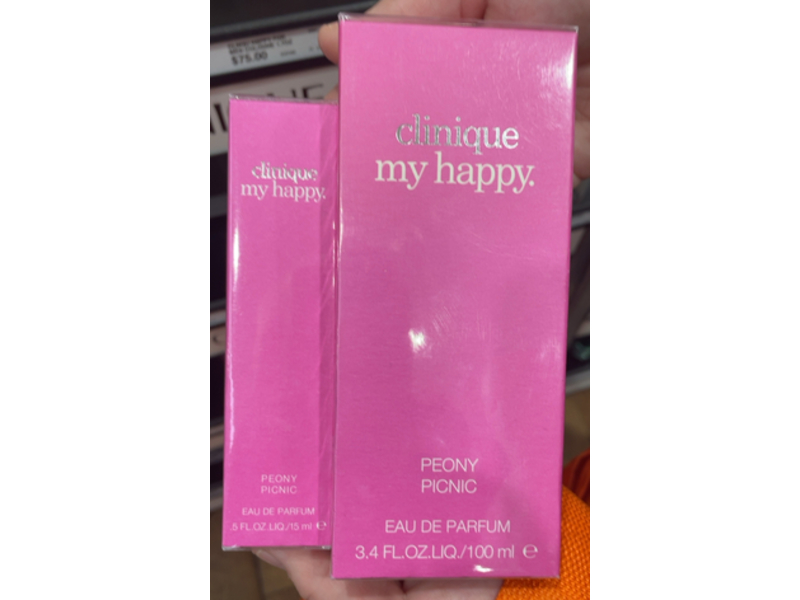 $75.00
clinique
my happy.
PEONY
PICNIC
EAU DE PARFUM
.5 FL.OZ.LIQ./15 ml e
clinique
my happy.
PEONY
PICNIC
EAU DE PARFUM
3.4 FL.OZ.LIQ./100 ml e